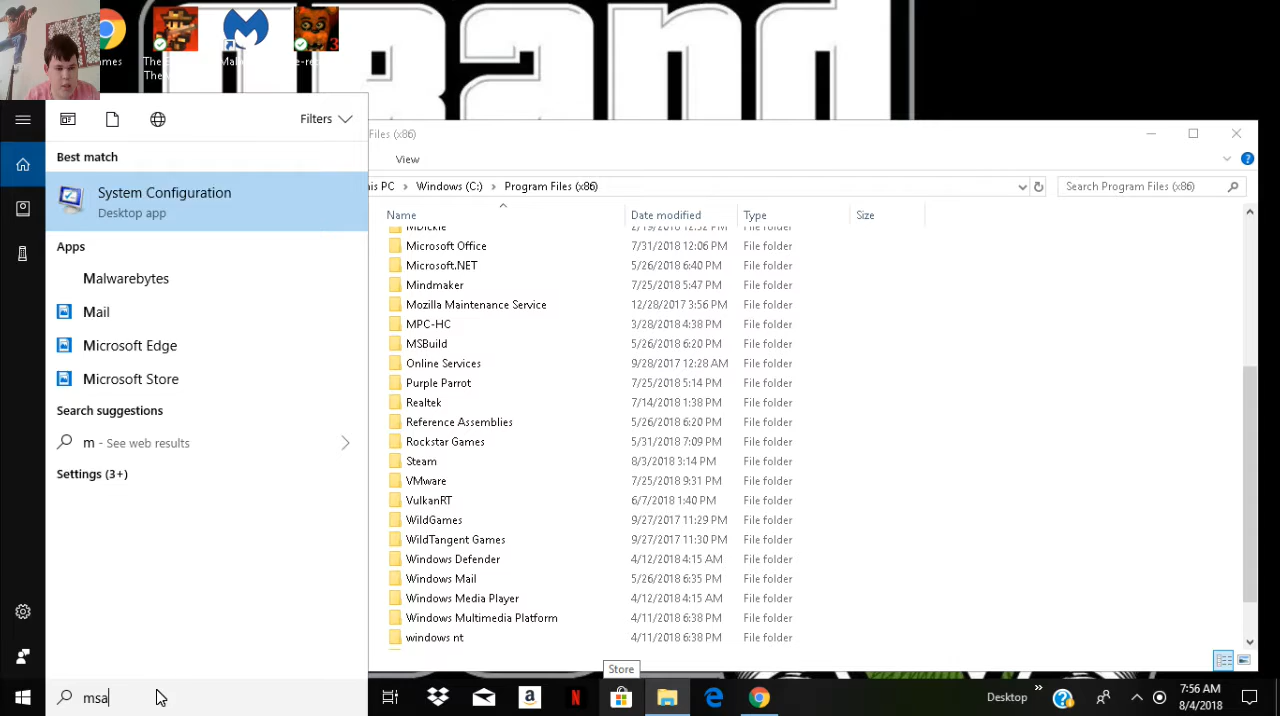 The
Filters
Best match
System Configuration
Desktop app
Apps
Malwarebytes
Mail
Microsoft Edge
Microsoft Store
Search suggestions
m - See web results
Settings (3+)
msa
Files (x86)
View
his PC > Windows (C:) > Program Files (x86)
Search Program Files (x86)
Name Date modified Type Size
Microsoft Office 7/31/2018 12:06 PM File folder
Microsoft.NET 5/26/2018 6:40 PM File folder
Mindmaker 7/25/2018 5:47 PM File folder
Mozilla Maintenance Service 12/28/2017 3:56 PM File folder
MPC-HC 3/28/2018 4:38 PM File folder
MSBuild 5/26/2018 6:20 PM File folder
Online Services 9/28/2017 12:28 AM File folder
Purple Parrot 7/25/2018 5:14 PM File folder
Realtek 7/14/2018 1:38 PM File folder
Reference Assemblies 5/26/2018 6:20 PM File folder
Rockstar Games 5/31/2018 7:09 PM File folder
Steam 8/3/2018 3:14 PM File folder
VMware 7/25/2018 9:31 PM File folder
VulkanRT 6/7/2018 1:40 PM File folder
WildGames 9/27/2017 11:29 PM File folder
WildTangent Games 9/27/2017 11:30 PM File folder
Windows Defender 4/12/2018 4:15 AM File folder
Windows Mail 5/26/2018 6:35 PM File folder
Windows Media Player 4/12/2018 4:15 AM File folder
Windows Multimedia Platform 4/11/2018 6:38 PM File folder
windows nt 4/11/2018 6:38 PM File folder
Store
Desktop
7:56 AM
8/4/2018